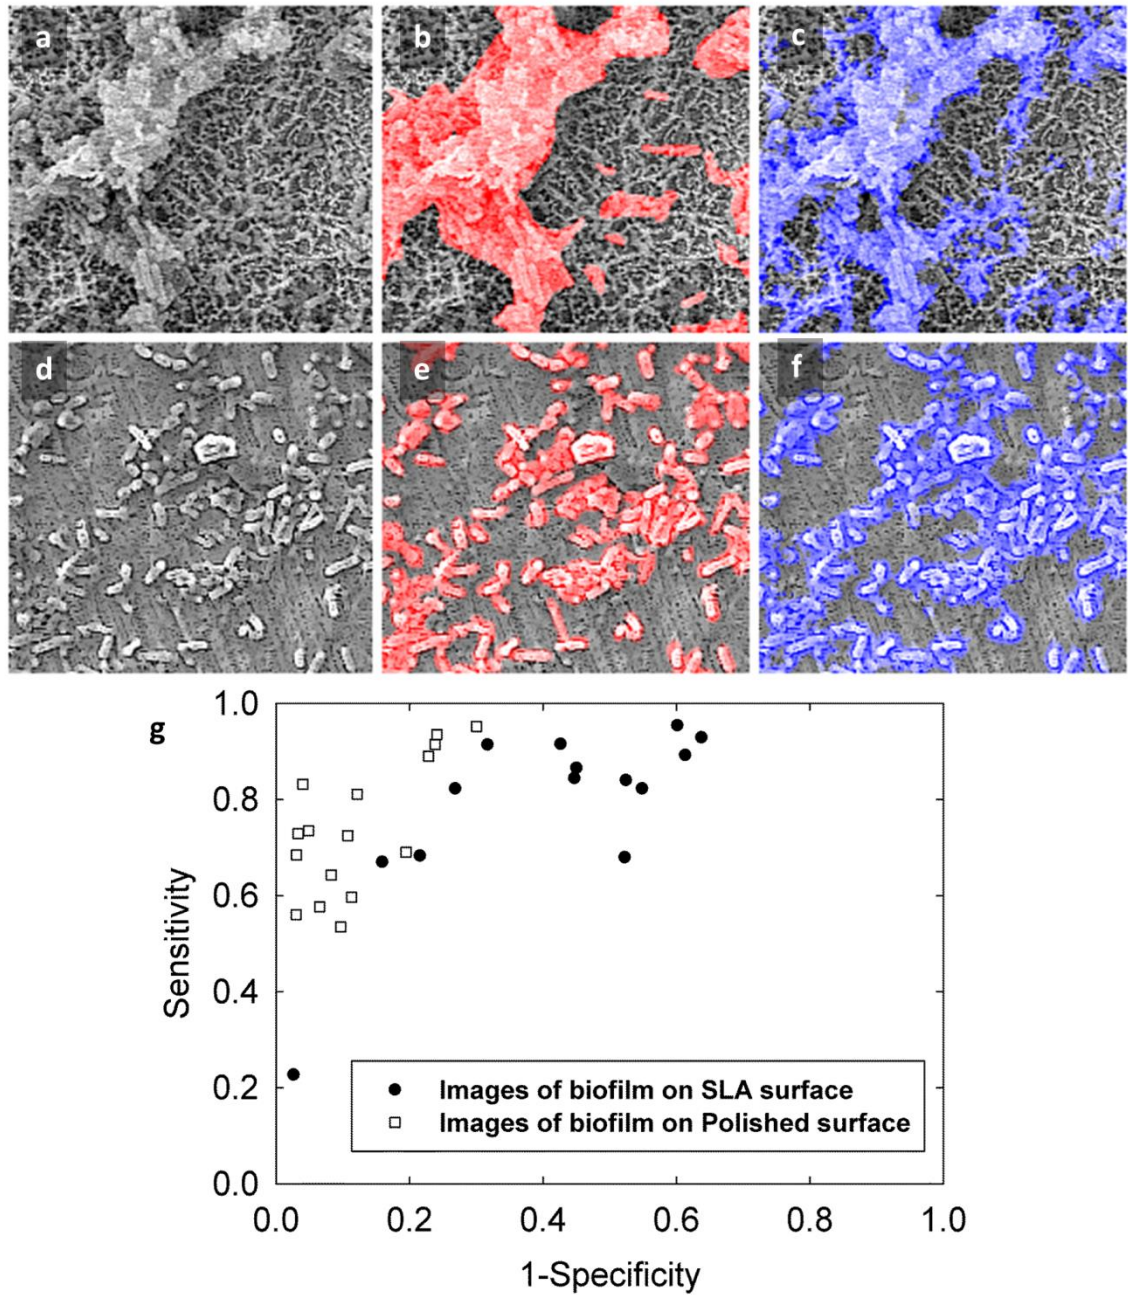 a b c
d e f
g
1.0
0.8
0.6
0.4
0.2
0.0
Sensitivity
Images of biofilm on SLA surface
Images of biofilm on Polished surface
0.0 0.2 0.4 0.6 0.8 1.0
1-Specificity